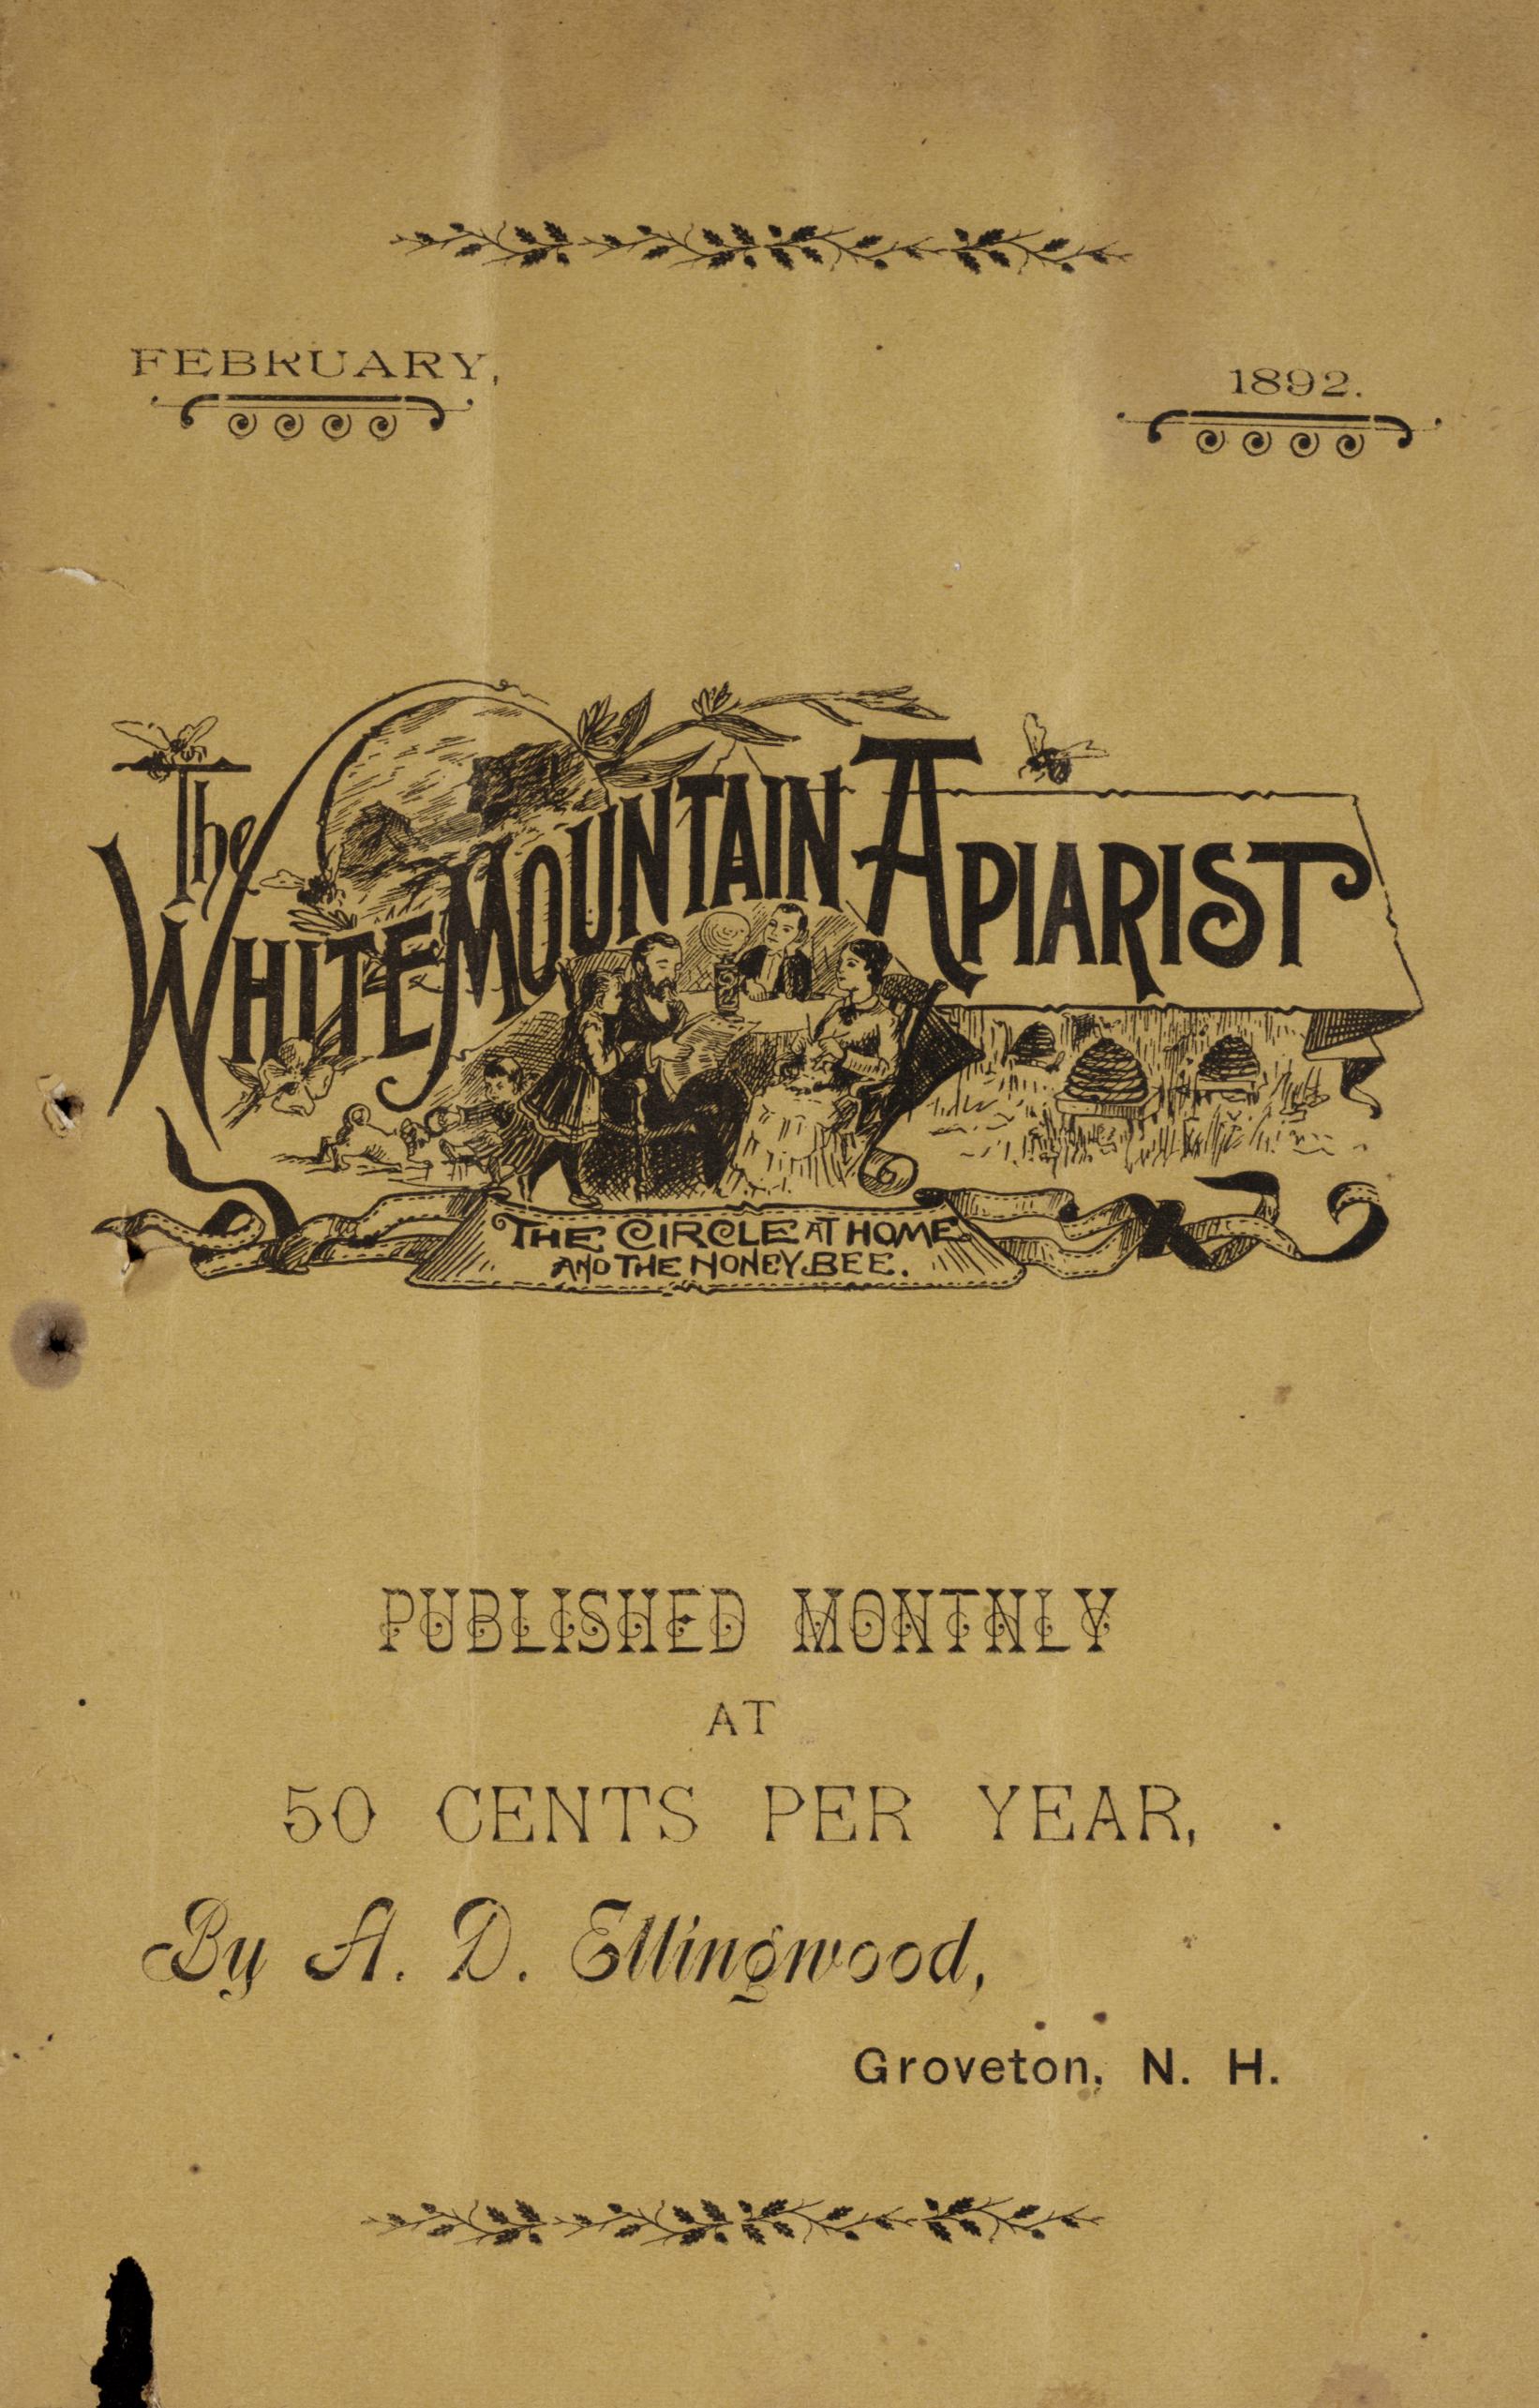 FEBRUARY,
1892.
The
WHITE MOUNTAIN APIARIST
THE CIRCLE AT HOME
AND THE HONEY BEE.
PUBLISHED MONTHLY
AT
50 CENTS PER YEAR,
By A. D. Ellingwood,
Groveton, N. H.